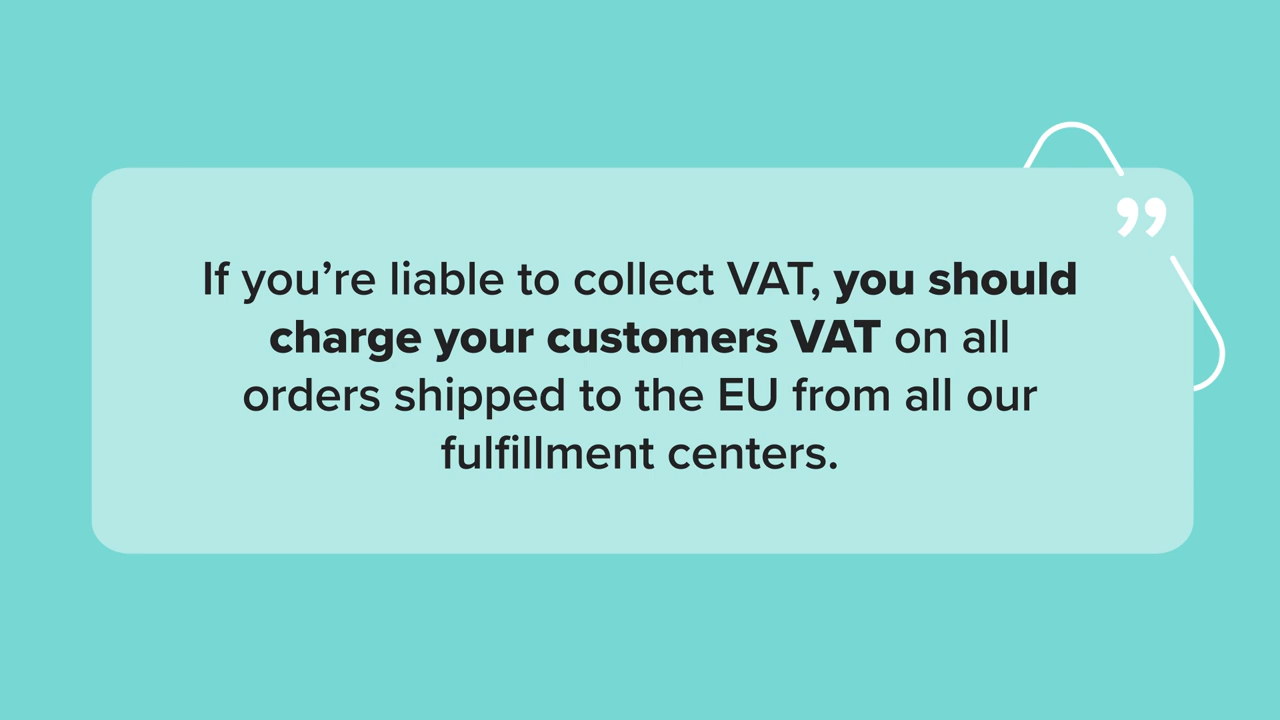 If you’re liable to collect VAT, you should
charge your customers VAT on all
orders shipped to the EU from all our
fulfillment centers.